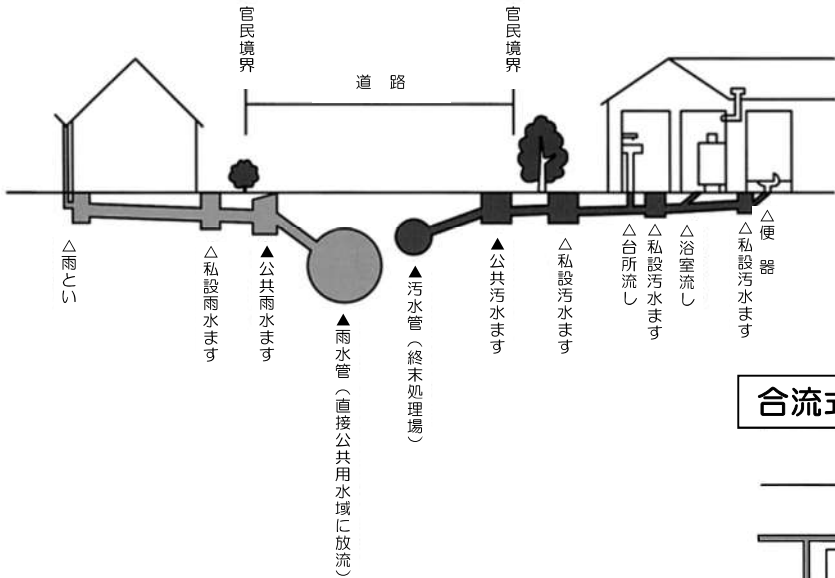 官民境界
官民境界
道路
△雨とい
△私設雨水ます
▲公共雨水ます
▲雨水管（直接公共用水域に放流）
▲汚水管（終末処理場）
▲公共汚水ます
△私設汚水ます
△台所流し
△私設汚水ます
△浴室流し
△私設汚水ます
△便器
合流式